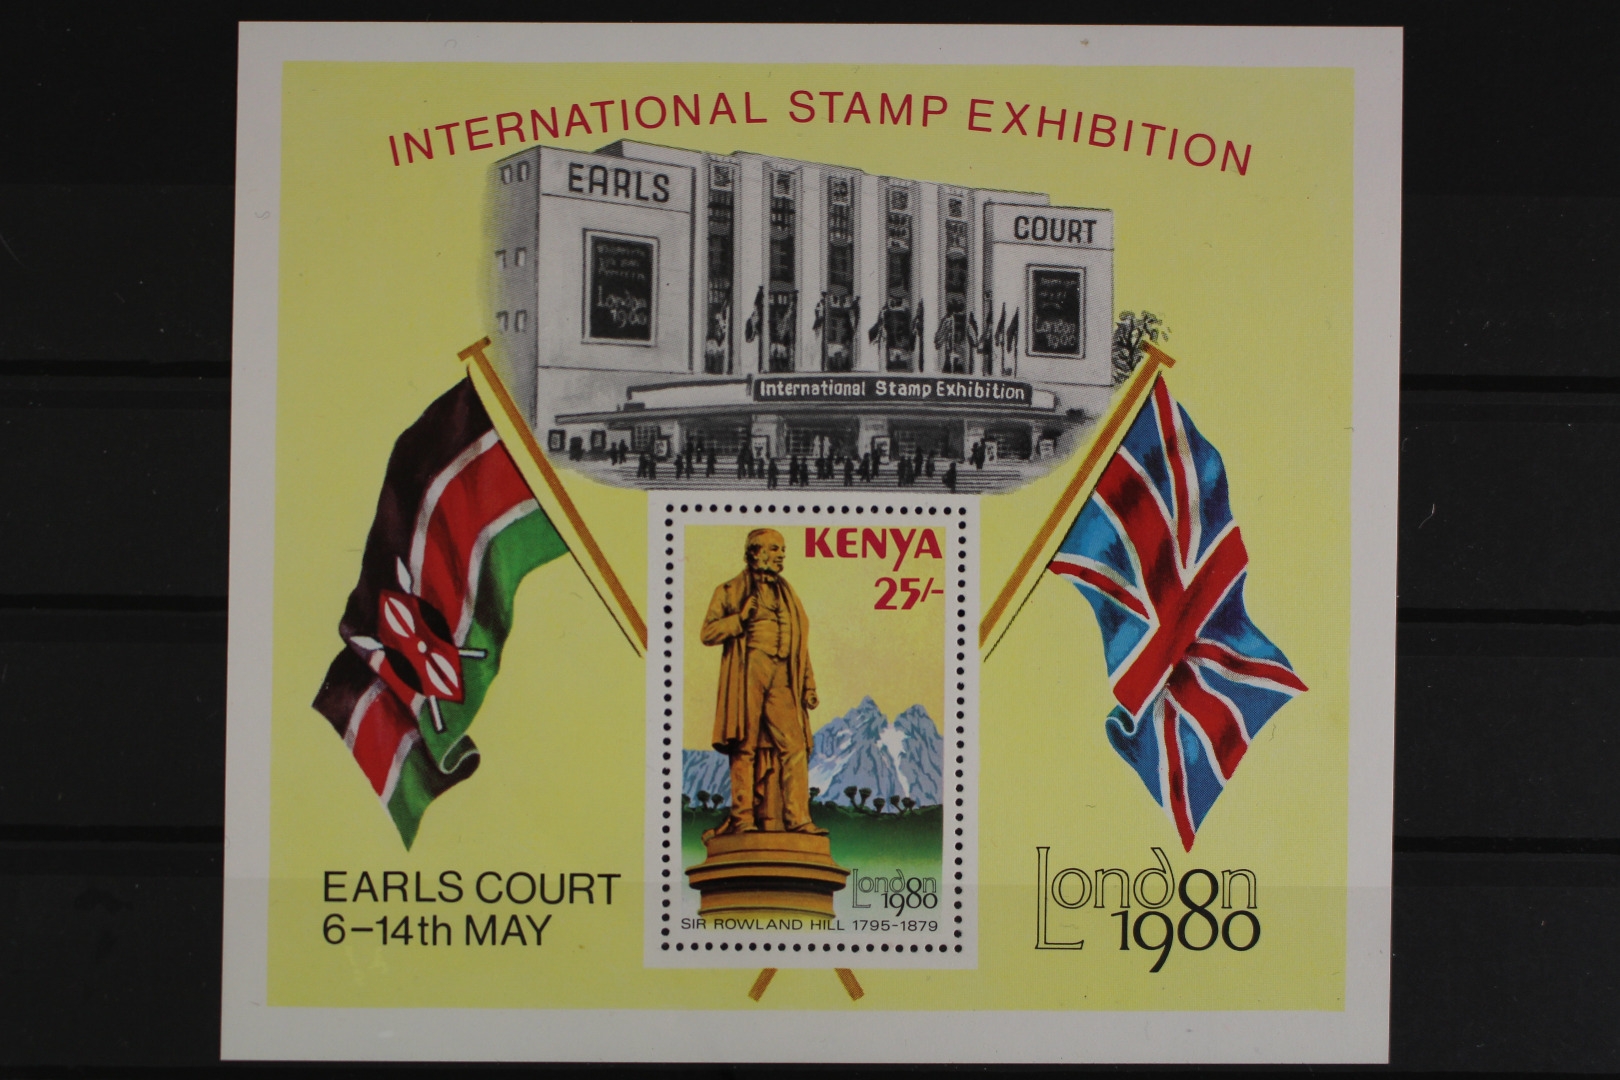 INTERNATIONAL STAMP EXHIBITION
EARLS
COURT
London
1980
London
1980
International Stamp Exhibition
KENYA
25/-
London
1980
SIR ROWLAND HILL 1795-1879
EARLS COURT
6-14th MAY
London
1980